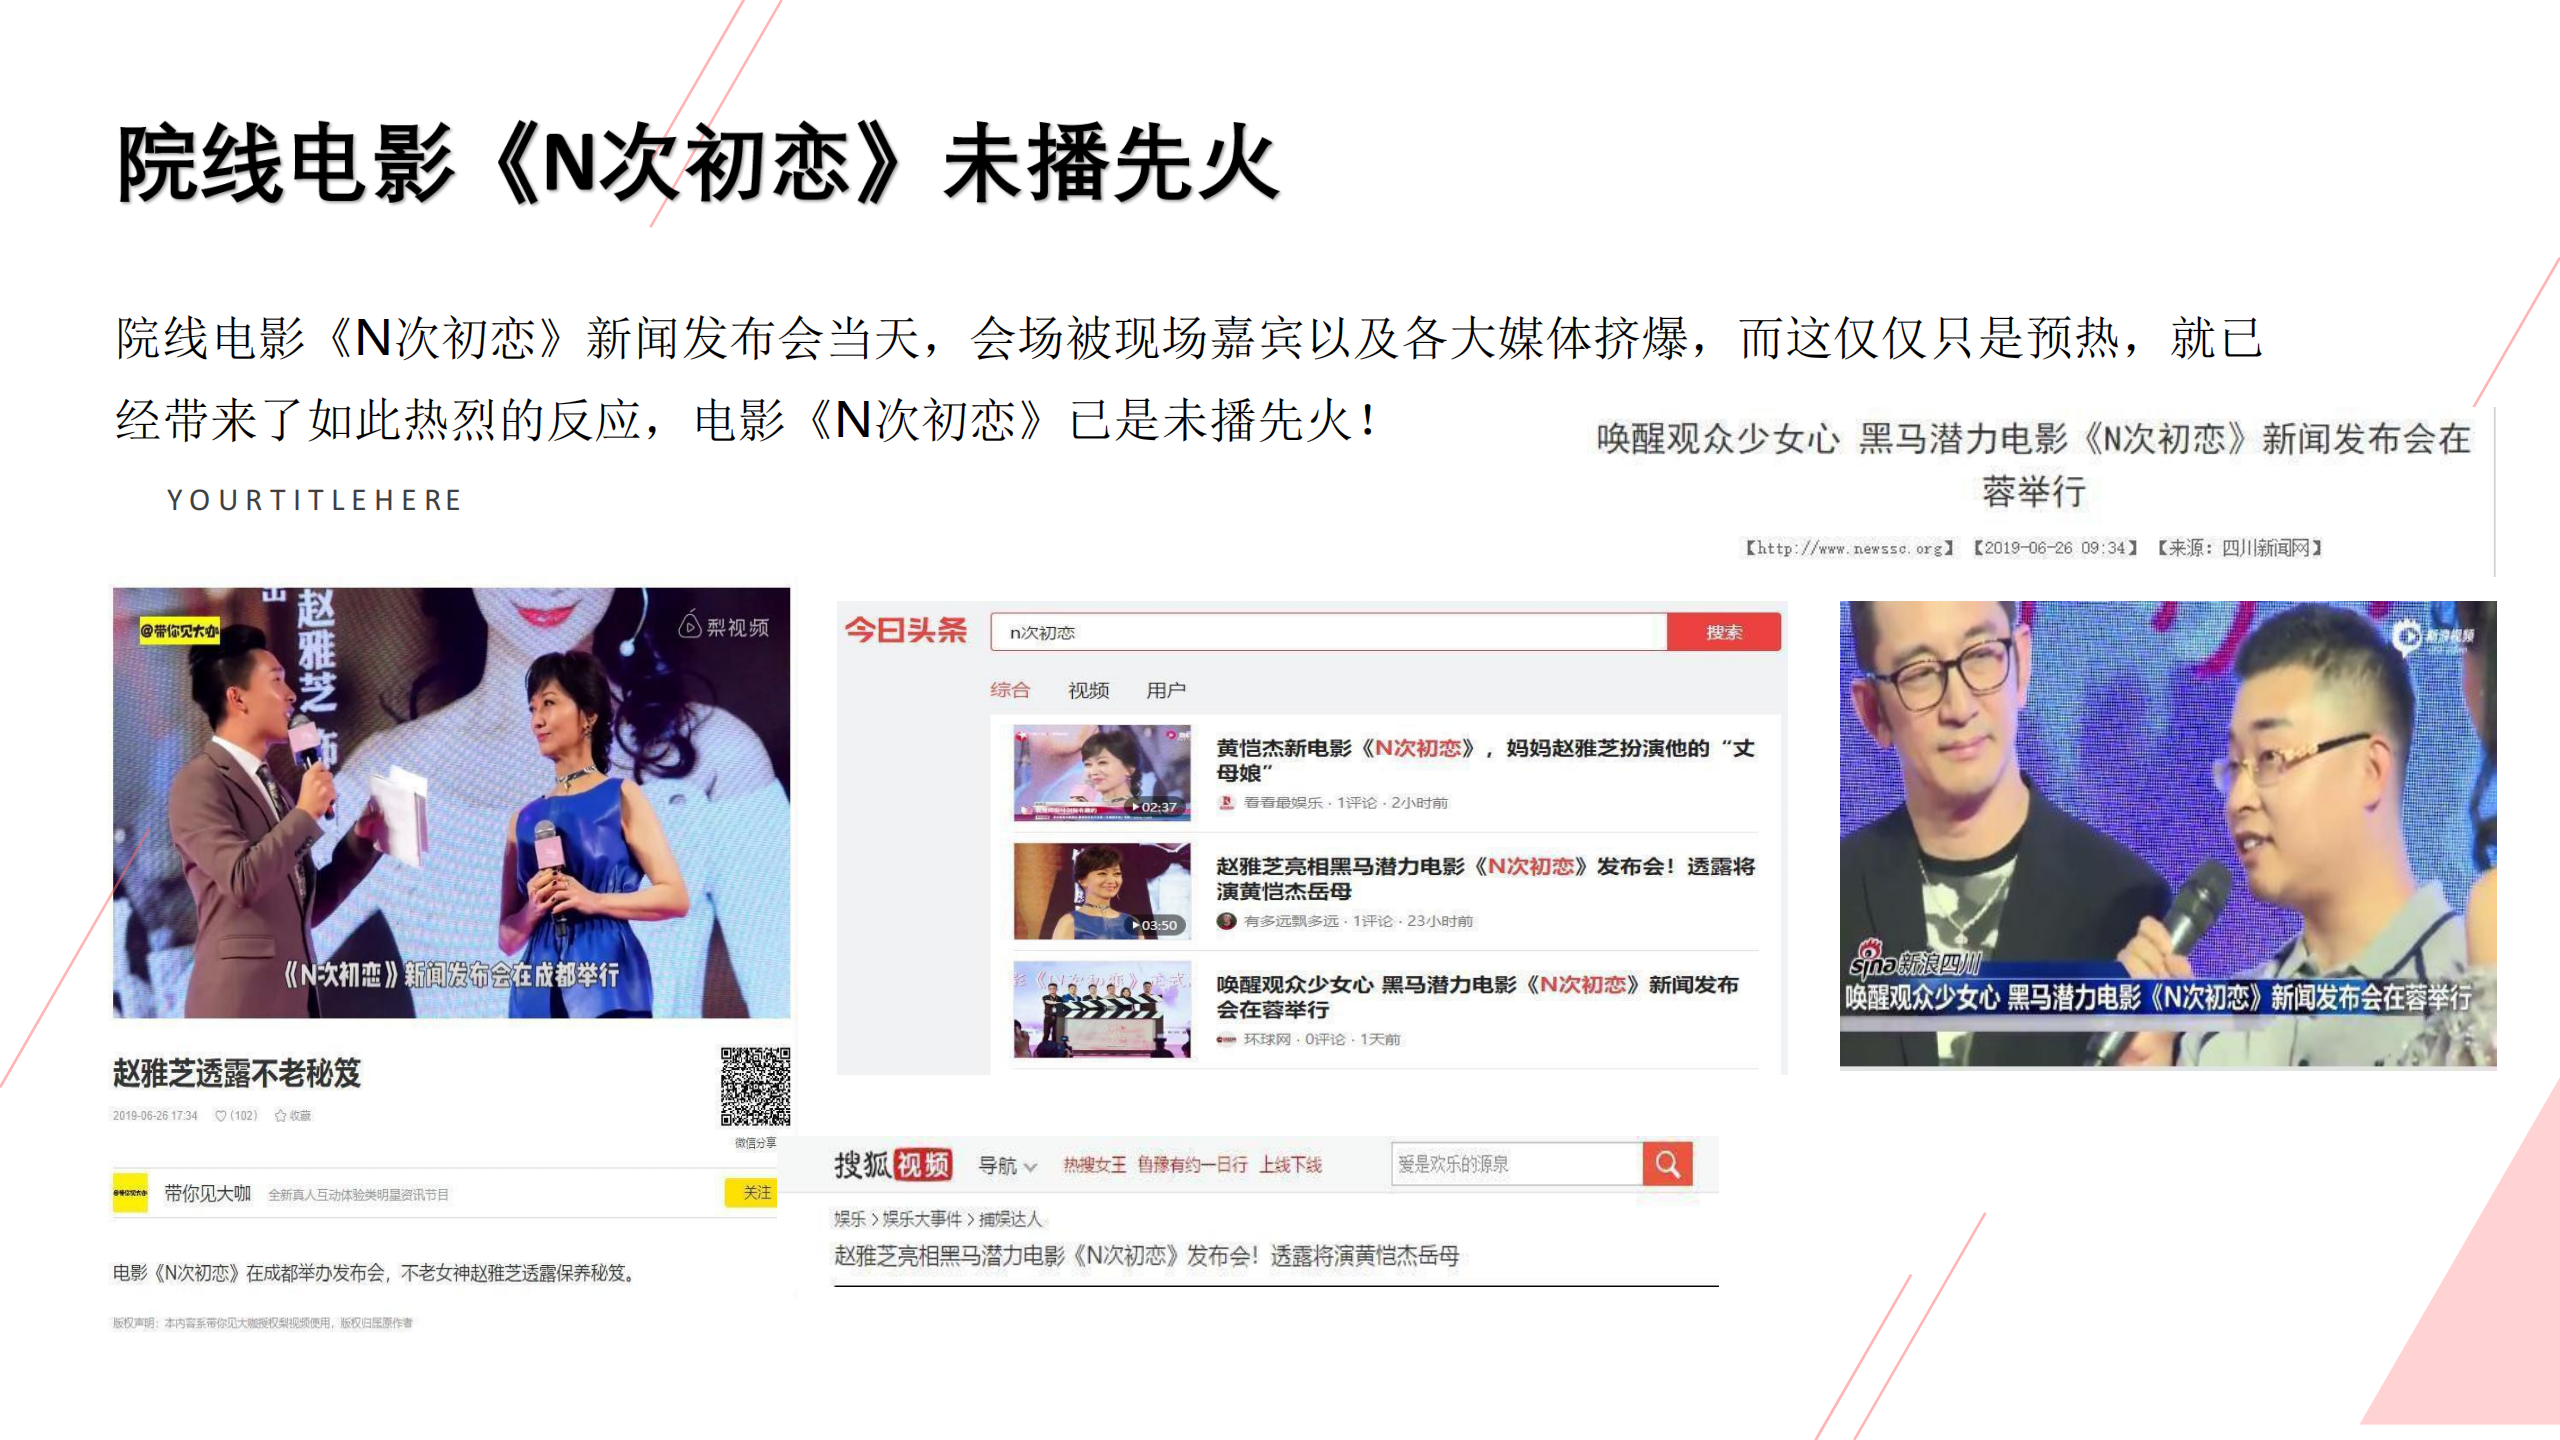 院线电影《N次初恋》未播先火
院线电影《N次初恋》新闻发布会当天，会场被现场嘉宾以及各大媒体挤爆，而这仅仅只是预热，就已
经带来了如此热烈的反应，电影《N次初恋》已是未播先火！
YOURTITLEHERE
唤醒观众少女心 黑马潜力电影《N次初恋》新闻发布会在
蓉举行
【http://www.newssc.org】 【2019-06-26 09:34】 【来源：四川新闻网】
@带你见大咖
赵雅芝 饰
梨视频
《N次初恋》新闻发布会在成都举行
赵雅芝透露不老秘笈
2019-06-26 17:34 (102) 收藏
微信分享
带你见大咖 全新真人互动体验类明星资讯节目
关注
电影《N次初恋》在成都举办发布会，不老女神赵雅芝透露保养秘笈。
版权声明：本内容系带你见大咖授权梨视频使用，版权归属原作者
今日头条
n次初恋
搜索
综合 视频 用户
02:37
黄恺杰新电影《N次初恋》，妈妈赵雅芝扮演他的“丈
母娘”
看看最娱乐 · 1评论 · 2小时前
03:50
赵雅芝亮相黑马潜力电影《N次初恋》发布会！透露将
演黄恺杰岳母
有多远飘多远 · 1评论 · 23小时前
唤醒观众少女心 黑马潜力电影《N次初恋》新闻发布
会在蓉举行
环球网 · 0评论 · 1天前
新浪视频
sina新浪四川
唤醒观众少女心 黑马潜力电影《N次初恋》新闻发布会在蓉举行
搜狐视频 导航 热搜女王 鲁豫有约一日行 上线下线
爱是欢乐的源泉
娱乐 > 娱乐大事件 > 捕娱达人
赵雅芝亮相黑马潜力电影《N次初恋》发布会！透露将演黄恺杰岳母